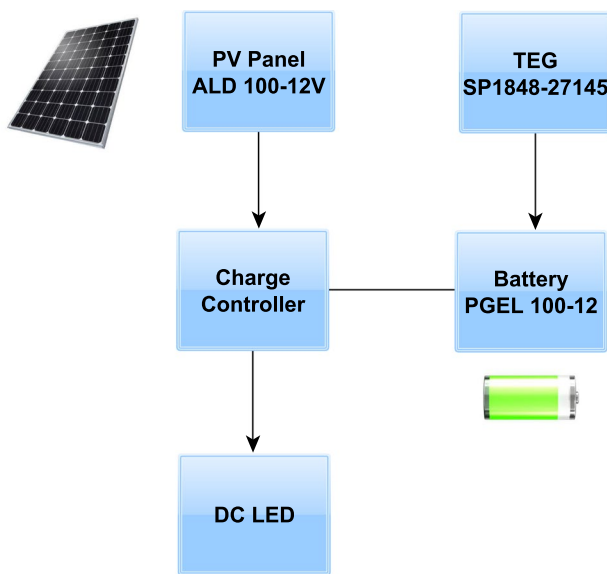 PV Panel
ALD 100-12V
TEG
SP1848-27145
Charge
Controller
Battery
PGEL 100-12
DC LED